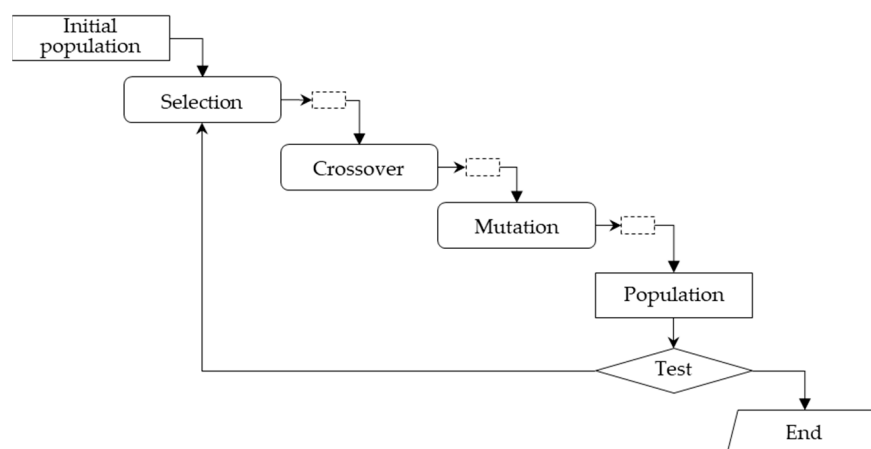 Initial
population
Selection
Crossover
Mutation
Population
Test
End